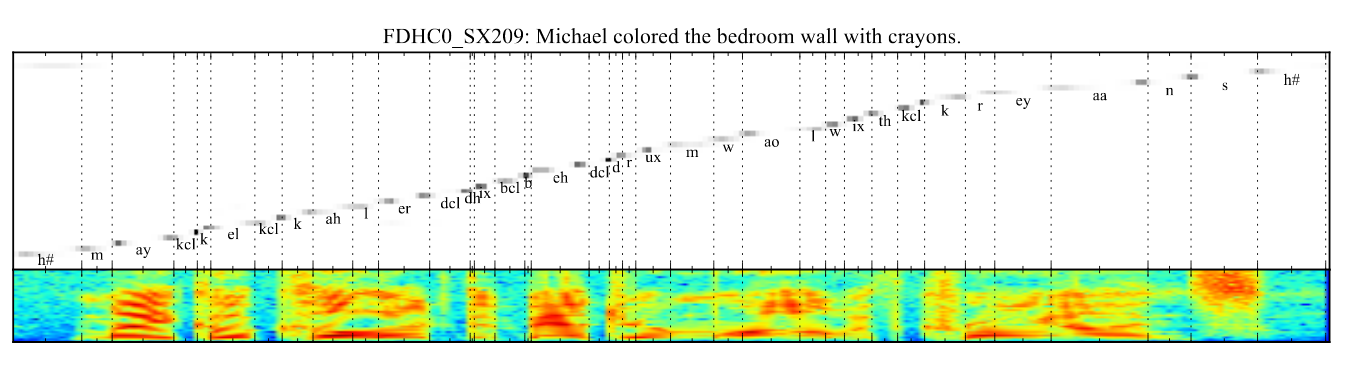 FDHC0_SX209: Michael colored the bedroom wall with crayons.
h# m ay kcl k el kcl k ah l er dcl dh ix bcl b eh dcl d r ux m w ao l w ix th kcl k r ey aa n s h#